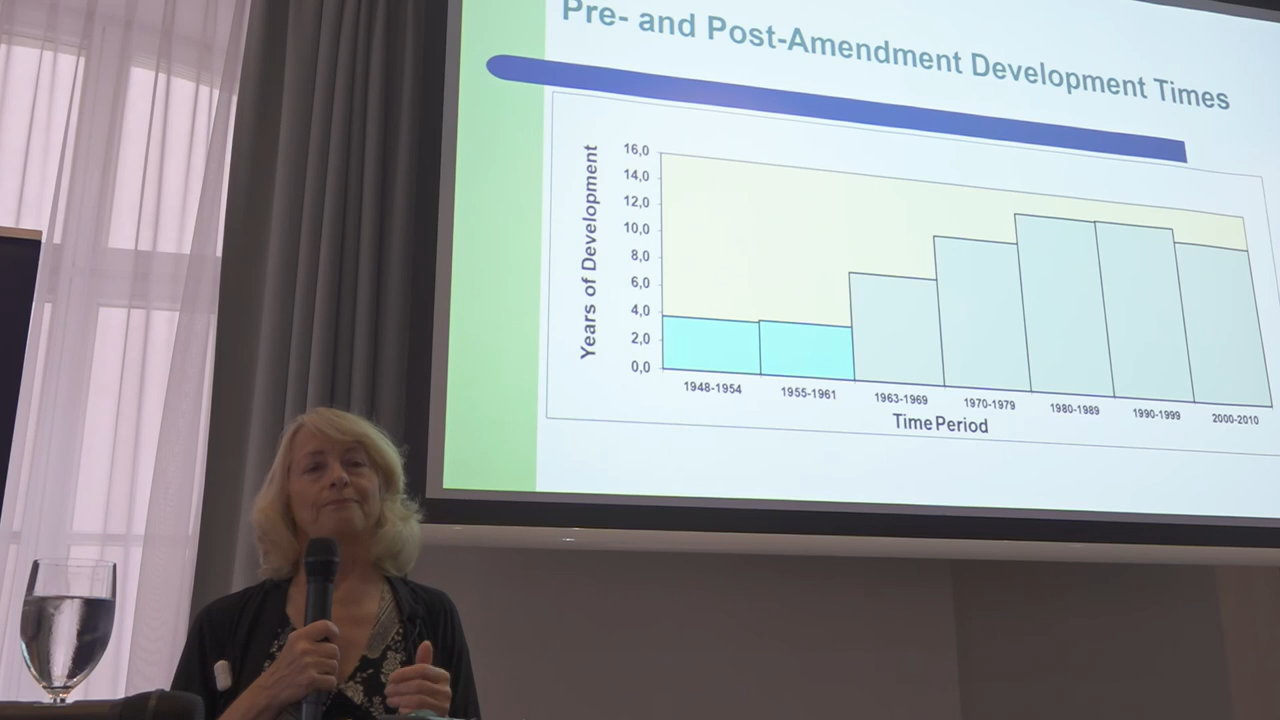 Pre- and Post-Amendment Development Times
Years of Development
16,0
14,0
12,0
10,0
8,0
6,0
4,0
2,0
0,0
1948-1954 1955-1961 1963-1969 1970-1979 1980-1989 1990-1999 2000-2010
Time Period